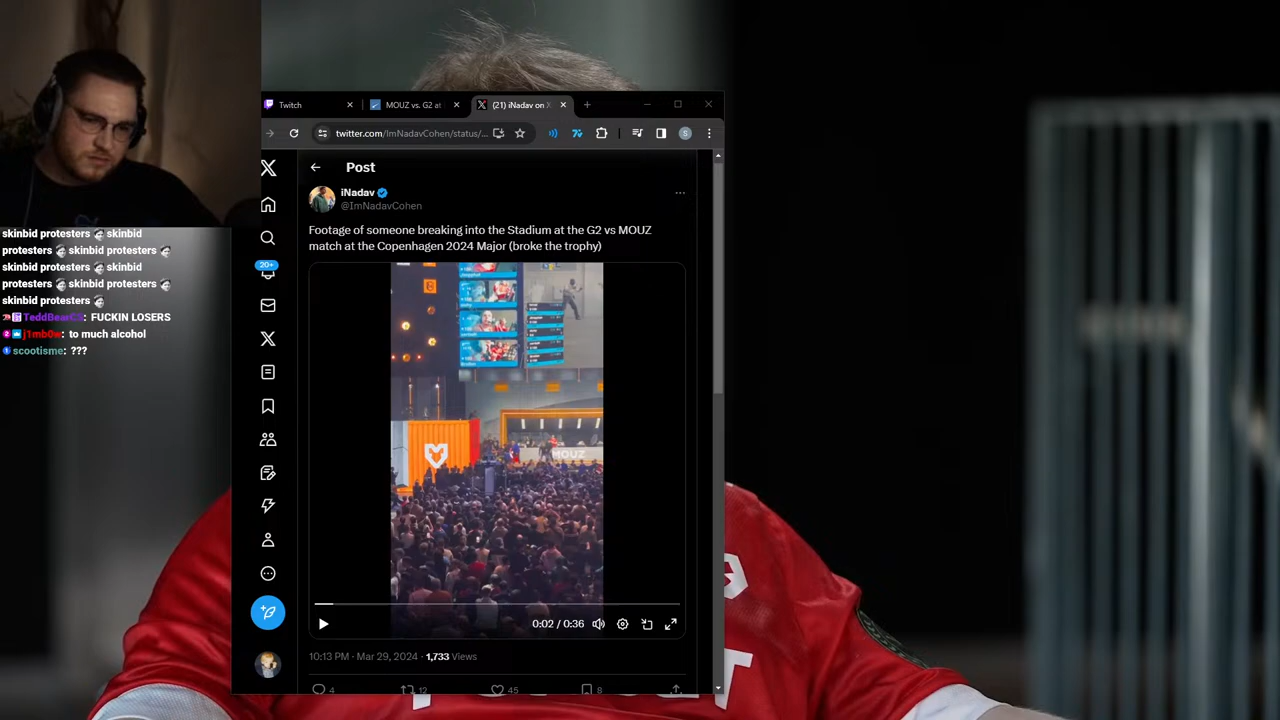 Twitch
MOUZ vs. G2 at
(21) iNadav on X
twitter.com/ImNadavCohen/status/...
S
Post
iNadav
@ImNadavCohen
Footage of someone breaking into the Stadium at the G2 vs MOUZ
match at the Copenhagen 2024 Major (broke the trophy)
20+
MOUZ
0:02 / 0:36
10:13 PM · Mar 29, 2024 · 1,733 Views
4
12
45
8
skinbid protesters skinbid
protesters skinbid protesters
skinbid protesters skinbid
protesters skinbid protesters
skinbid protesters
TeddBearCS: FUCKIN LOSERS
j1mb0w: to much alcohol
scootisme: ???